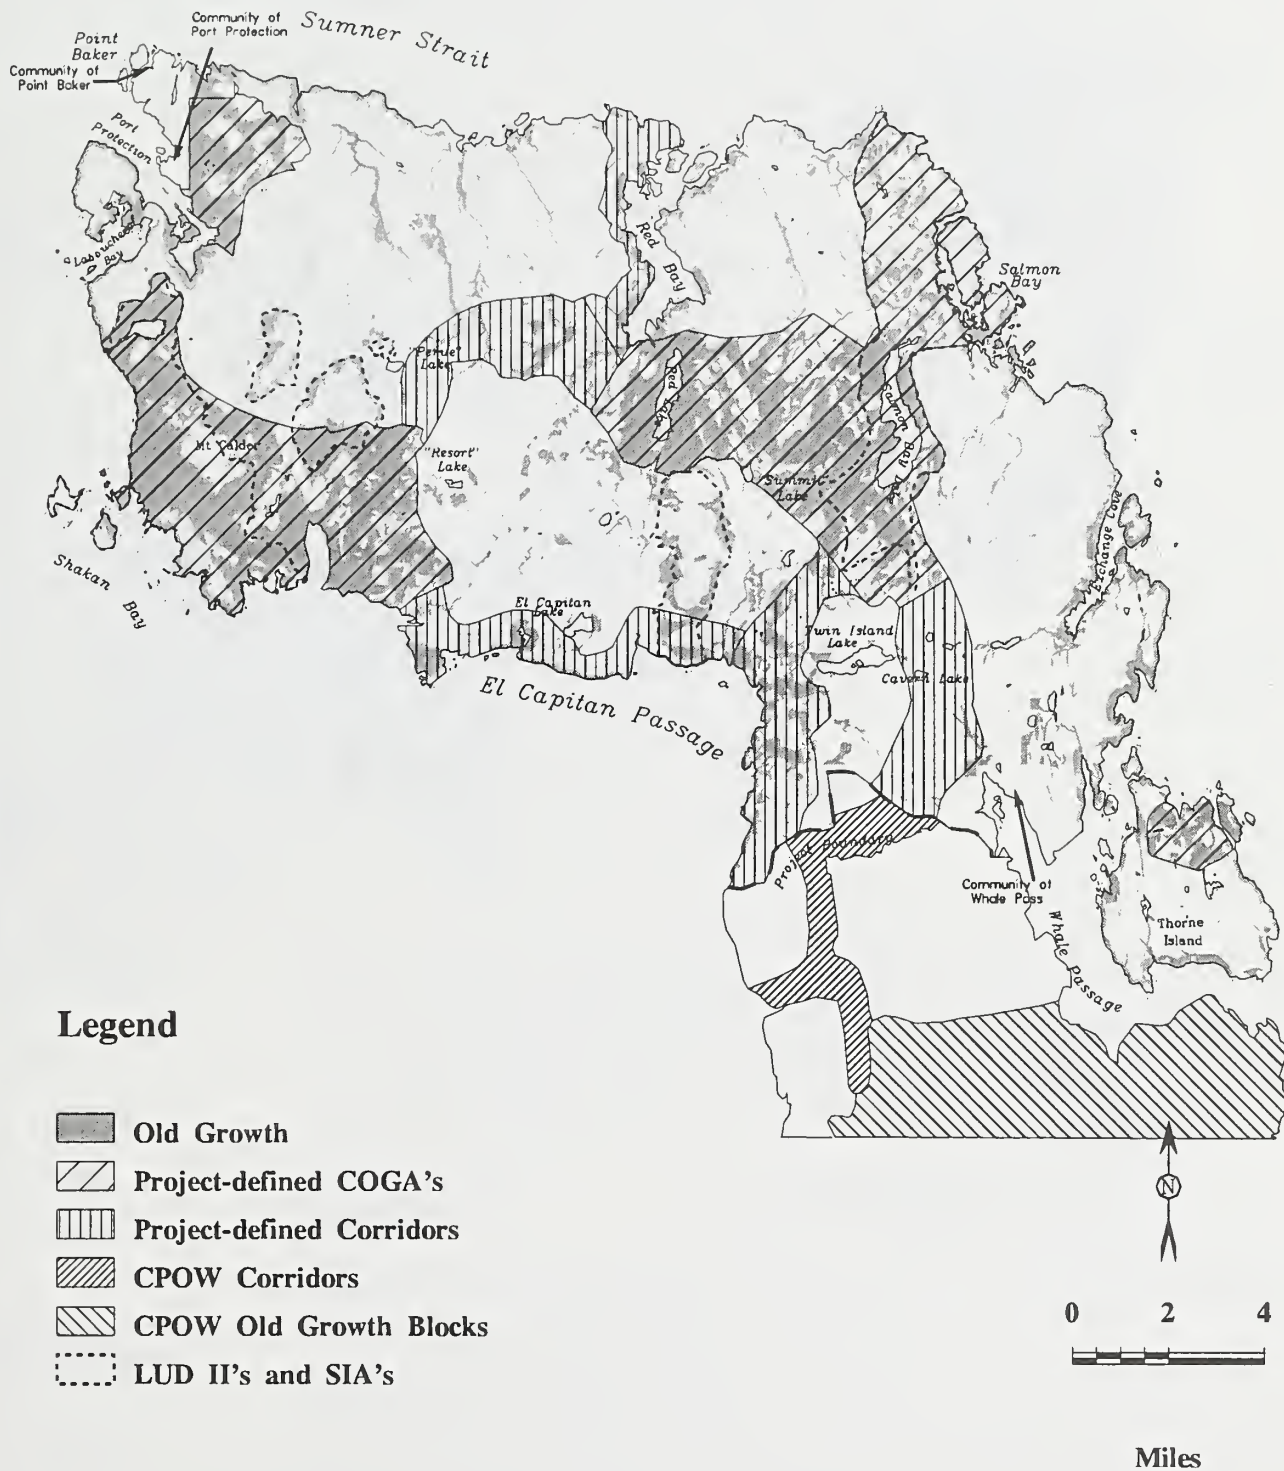 Community of
Port Protection
Sumner Strait
Point
Baker
Community of
Point Baker
Port
Protection
Labouchere
Bay
Red
Bay
Salmon
Bay
Red Lake
Salmon Bay Lake
"Resort"
Lake
Lake
Mt Calder
Summit
Lake
Exchange Cove
Shakan Bay
El Capitan
Lake
Twin Island
Lake
Cavern Lake
El Capitan Passage
Project Boundary
Community of
Whale Pass
Whale Passage
Thorne
Island
Legend
Old Growth
Project-defined COGA's
Project-defined Corridors
CPOW Corridors
CPOW Old Growth Blocks
LUD II's and SIA's
N
0 2 4
Miles